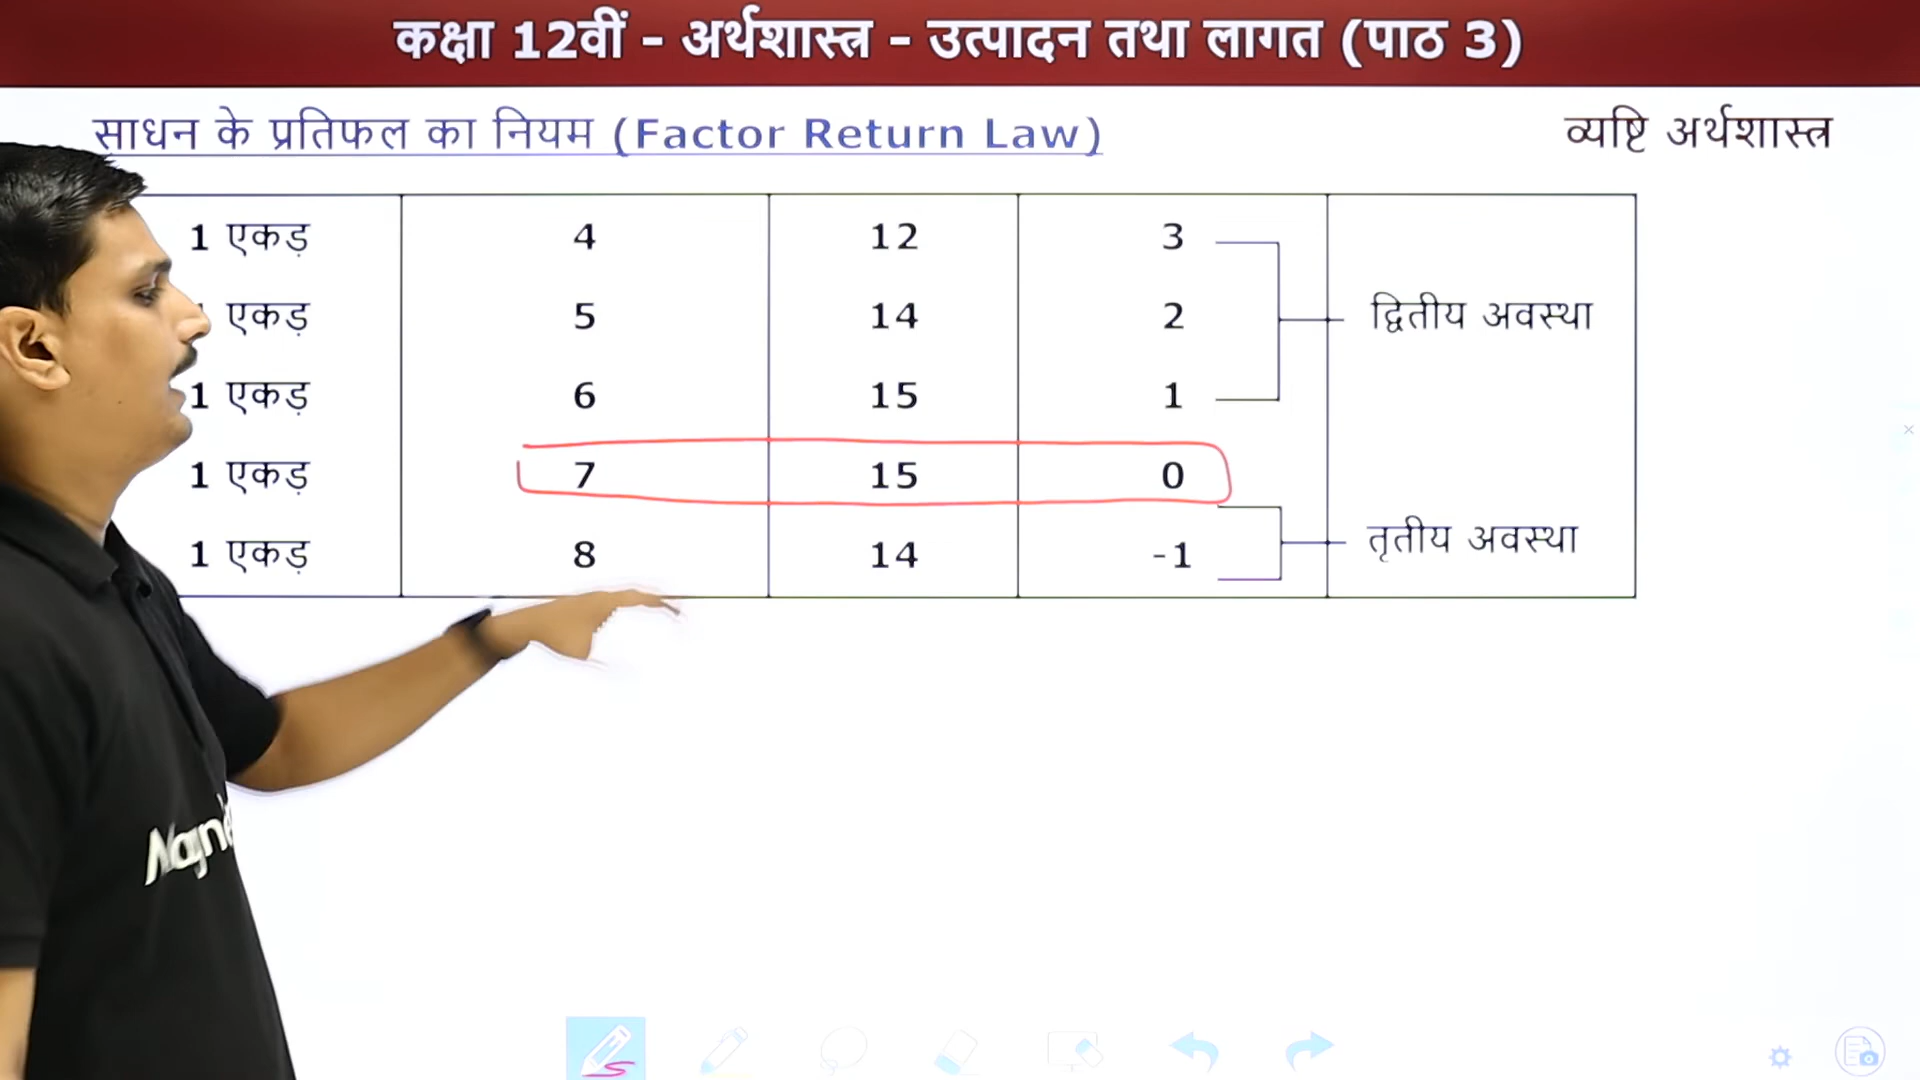 कक्षा 12वीं - अर्थशास्त्र - उत्पादन तथा लागत (पाठ 3)
साधन के प्रतिफल का नियम (Factor Return Law) व्यष्टि अर्थशास्त्र
1 एकड़ 4 12 3
एकड़ 5 14 2 द्वितीय अवस्था
1 एकड़ 6 15 1
1 एकड़ 7 15 0
1 एकड़ 8 14 -1 तृतीय अवस्था